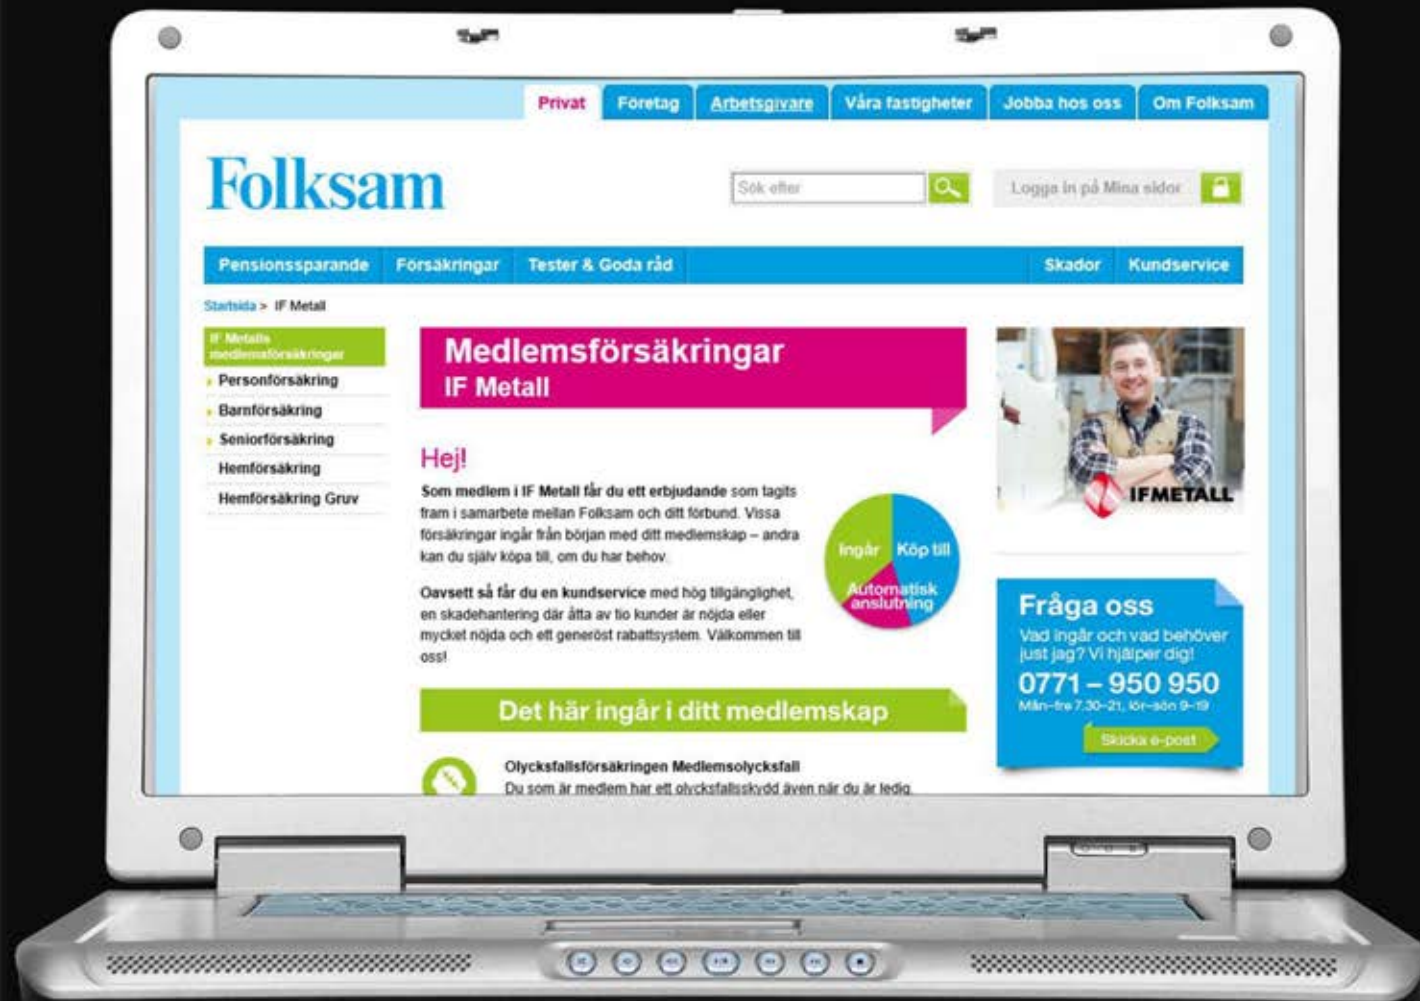 Privat
Företag
Arbetsgivare
Våra fastigheter
Jobba hos oss
Om Folksam
Folksam
Sök efter
Logga in på Mina sidor
Pensionssparande
Försäkringar
Tester & Goda råd
Skador
Kundservice
Startsida > IF Metall
IF Metalls
medlemsförsäkringar
Personförsäkring
Barnförsäkring
Seniorförsäkring
Hemförsäkring
Hemförsäkring Gruv
Medlemsförsäkringar
IF Metall
Hej!
Som medlem i IF Metall får du ett erbjudande som tagits
fram i samarbete mellan Folksam och ditt förbund. Vissa
försäkringar ingår från början med ditt medlemskap – andra
kan du själv köpa till, om du har behov.
Oavsett så får du en kundservice med hög tillgänglighet,
en skadehantering där åtta av tio kunder är nöjda eller
mycket nöjda och ett generöst rabattsystem. Välkommen till
oss!
Ingår
Köp till
Automatisk
anslutning
Det här ingår i ditt medlemskap
Olycksfallsförsäkringen Medlemsolycksfall
Du som är medlem har ett olycksfallsskydd även när du är ledig.
IFMETALL
Fråga oss
Vad ingår och vad behöver
just jag? Vi hjälper dig!
0771 – 950 950
Mån–fre 7.30–21, lör–sön 9–19
Skicka e-post